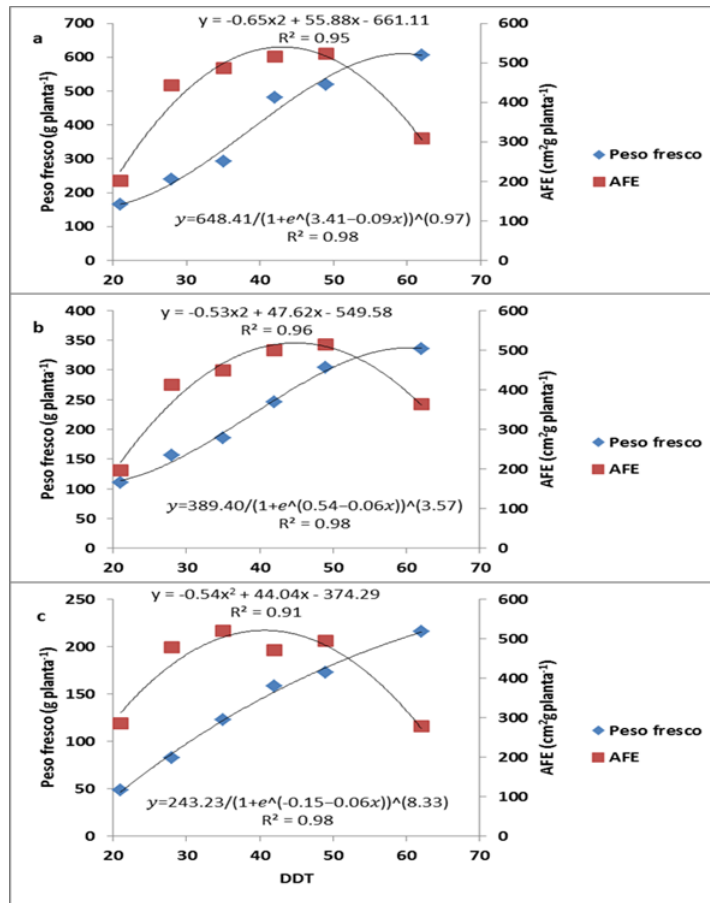 a
y = -0.65x2 + 55.88x - 661.11
R² = 0.95
700
600
500
400
300
200
100
0
Peso fresco (g planta⁻¹)
600
500
400
300
200
100
0
AFE (cm²g planta⁻¹)
y=648.41/(1+e^(3.41−0.09x))^(0.97)
R² = 0.98
20 30 40 50 60 70
Peso fresco
AFE
b
y = -0.53x2 + 47.62x - 549.58
R² = 0.96
400
350
300
250
200
150
100
50
0
Peso fresco (g planta⁻¹)
600
500
400
300
200
100
0
AFE (cm²g planta⁻¹)
y=389.40/(1+e^(0.54−0.06x))^(3.57)
R² = 0.98
20 30 40 50 60 70
Peso fresco
AFE
c
y = -0.54x² + 44.04x - 374.29
R² = 0.91
250
200
150
100
50
0
Peso fresco (g planta⁻¹)
600
500
400
300
200
100
0
AFE (cm²g planta⁻¹)
y=243.23/(1+e^(-0.15−0.06x))^(8.33)
R² = 0.98
20 30 40 50 60 70
DDT
Peso fresco
AFE